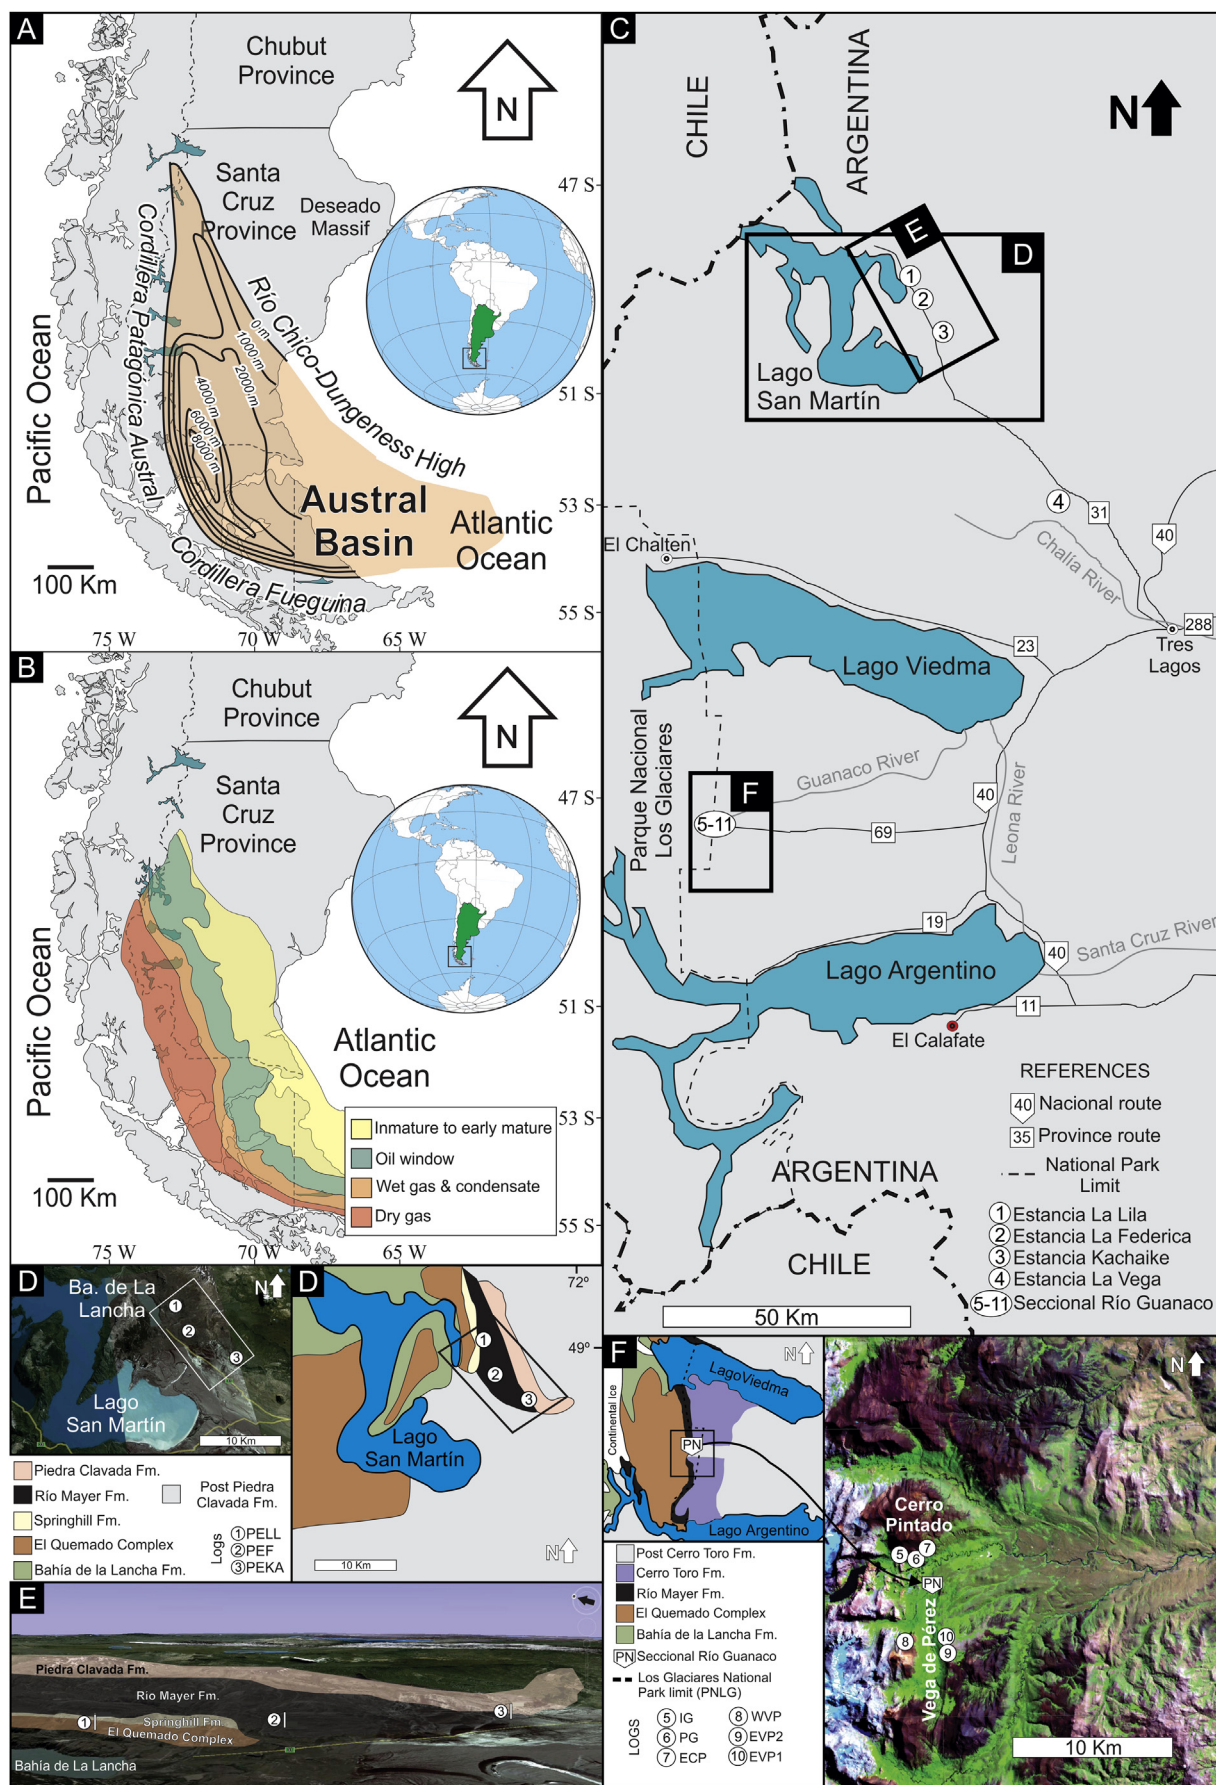 A
Chubut
Province
N
Santa
Cruz
Province
Deseado
Massif
47 S
Pacific Ocean
Cordillera Patagónica Austral
Río Chico-Dungeness High
0 m
1000 m
2000 m
4000 m
6000 m
8000 m
51 S
53 S
Austral
Basin
Atlantic
Ocean
Cordillera Fueguina
100 Km
55 S
75 W
70 W
65 W
B
Chubut
Province
N
Santa
Cruz
Province
47 S
Pacific Ocean
51 S
Atlantic
Ocean
53 S
Inmature to early mature
Oil window
Wet gas & condensate
Dry gas
100 Km
55 S
75 W
70 W
65 W
C
CHILE
ARGENTINA
N
E
D
1
2
3
Lago
San Martín
4
31
40
Chalía River
El Chalten
288
Tres
Lagos
23
Lago Viedma
Parque Nacional
Los Glaciares
Guanaco River
F
5-11
69
40
Leona River
19
Lago Argentino
40
Santa Cruz River
11
El Calafate
REFERENCES
40 Nacional route
35 Province route
National Park
Limit
ARGENTINA
CHILE
1 Estancia La Lila
2 Estancia La Federica
3 Estancia Kachaike
4 Estancia La Vega
5-11 Seccional Río Guanaco
50 Km
D
Ba. de La
Lancha
N
1
2
3
Lago
San Martín
10 Km
D
72º
49º
1
2
3
Lago
San Martín
10 Km
N
Piedra Clavada Fm.
Río Mayer Fm.
Springhill Fm.
El Quemado Complex
Bahía de la Lancha Fm.
Post Piedra
Clavada Fm.
Logs
1 PELL
2 PEF
3 PEKA
E
Piedra Clavada Fm.
Río Mayer Fm.
Springhill Fm.
El Quemado Complex
1
2
3
Bahía de La Lancha
F
N
Lago Viedma
Continental Ice
PN
Lago Argentino
Post Cerro Toro Fm.
Cerro Toro Fm.
Río Mayer Fm.
El Quemado Complex
Bahía de la Lancha Fm.
PN Seccional Río Guanaco
Los Glaciares National
Park limit (PNLG)
LOGS
5 IG
6 PG
7 ECP
8 WVP
9 EVP2
10 EVP1
N
Cerro
Pintado
5
6
7
PN
8
10
9
Vega de Pérez
10 Km